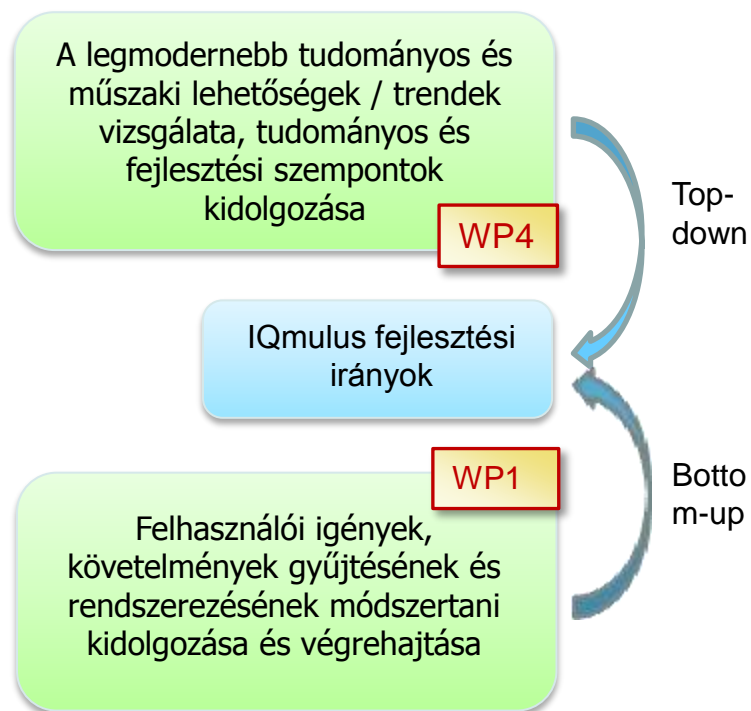 A legmodernebb tudományos és
műszaki lehetőségek / trendek
vizsgálata, tudományos és
fejlesztési szempontok
kidolgozása
WP4
Top-
down
IQmulus fejlesztési
irányok
WP1
Botto
m-up
Felhasználói igények,
követelmények gyűjtésének és
rendszerezésének módszertani
kidolgozása és végrehajtása